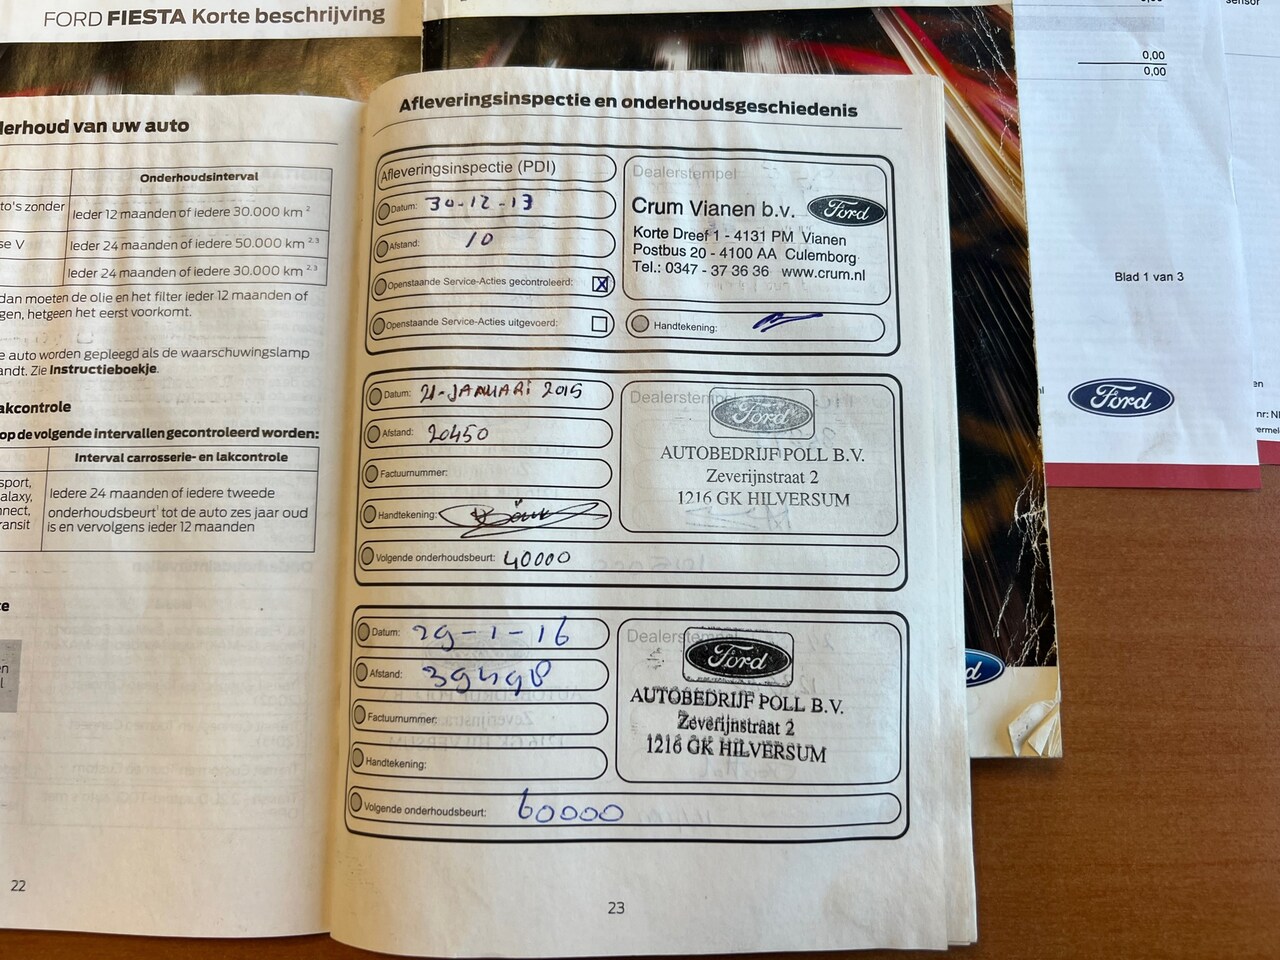 FORD FIESTA Korte beschrijving
derhoud van uw auto
Onderhoudsinterval
to's zonder
Ieder 12 maanden of iedere 30.000 km 2
se V
Ieder 24 maanden of iedere 50.000 km 2,3
Ieder 24 maanden of iedere 30.000 km 2,3
dan moeten de olie en het filter ieder 12 maanden of
gen, hetgeen het eerst voorkomt.
e auto worden gepleegd als de waarschuwingslamp
andt. Zie Instructieboekje.
akcontrole
op de volgende intervallen gecontroleerd worden:
Interval carrosserie- en lakcontrole
sport,
alaxy,
nnect,
ransit
Iedere 24 maanden of iedere tweede
onderhoudsbeurt1 tot de auto zes jaar oud
is en vervolgens ieder 12 maanden
22
Afleveringsinspectie en onderhoudsgeschiedenis
Afleveringsinspectie (PDI)
Datum: 30-12-13
Afstand: 10
Openstaande Service-Acties gecontroleerd: X
Openstaande Service-Acties uitgevoerd:
Dealerstempel
Crum Vianen b.v. Ford
Korte Dreef 1 - 4131 PM Vianen
Postbus 20 - 4100 AA Culemborg
Tel.: 0347 - 37 36 36 www.crum.nl
Handtekening:
Datum: 21-JANUARI 2015
Afstand: 20450
Factuurnummer:
Handtekening:
Dealerstempel
Ford
AUTOBEDRIJF POLL B.V.
Zeverijnstraat 2
1216 GK HILVERSUM
Volgende onderhoudsbeurt: 40000
Datum: 29-1-16
Afstand: 39498
Factuurnummer:
Handtekening:
Dealerstempel
Ford
AUTOBEDRIJF POLL B.V.
Zeverijnstraat 2
1216 GK HILVERSUM
Volgende onderhoudsbeurt: 60000
23
0,00
0,00
Blad 1 van 3
Ford
sensor